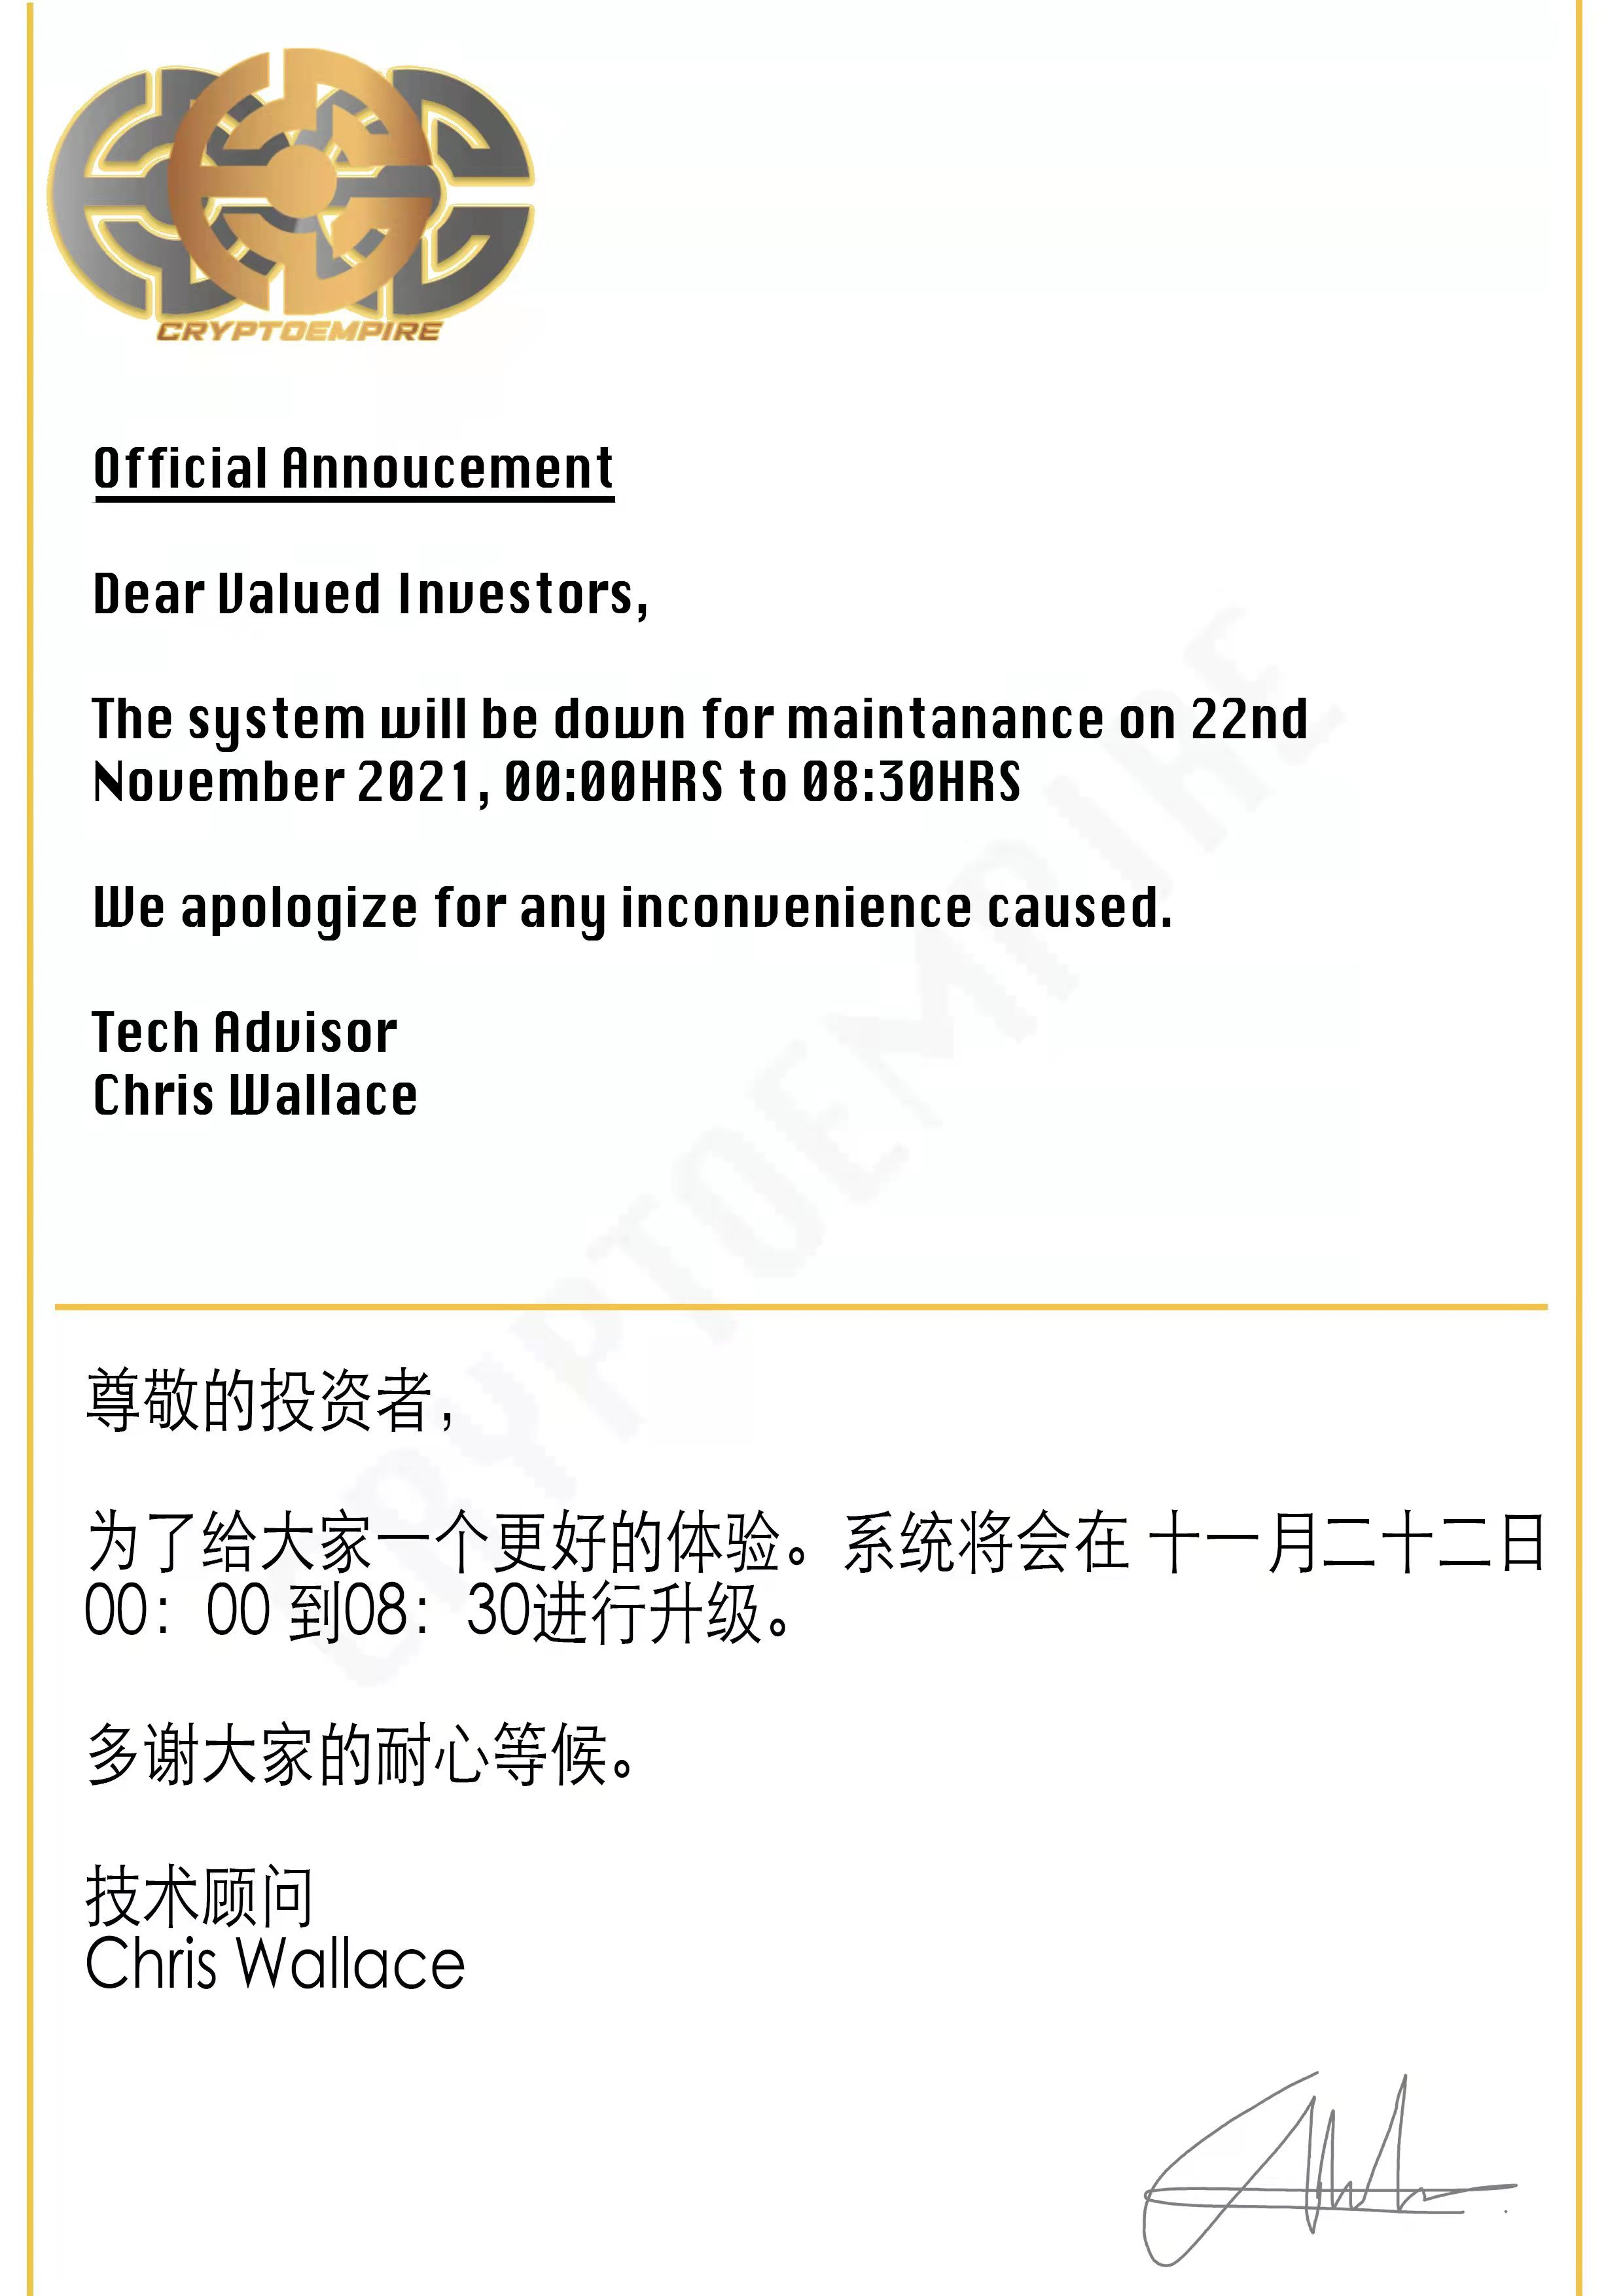 CRYPTOEMPIRE
Official Annoucement
Dear Valued Investors,
The system will be down for maintanance on 22nd
November 2021, 00:00HRS to 08:30HRS
We apologize for any inconvenience caused.
Tech Advisor
Chris Wallace
CRYPTOEMPIRE
尊敬的投资者，
为了给大家一个更好的体验。系统将会在 十一月二十二日
00：00 到08：30进行升级。
多谢大家的耐心等候。
技术顾问
Chris Wallace